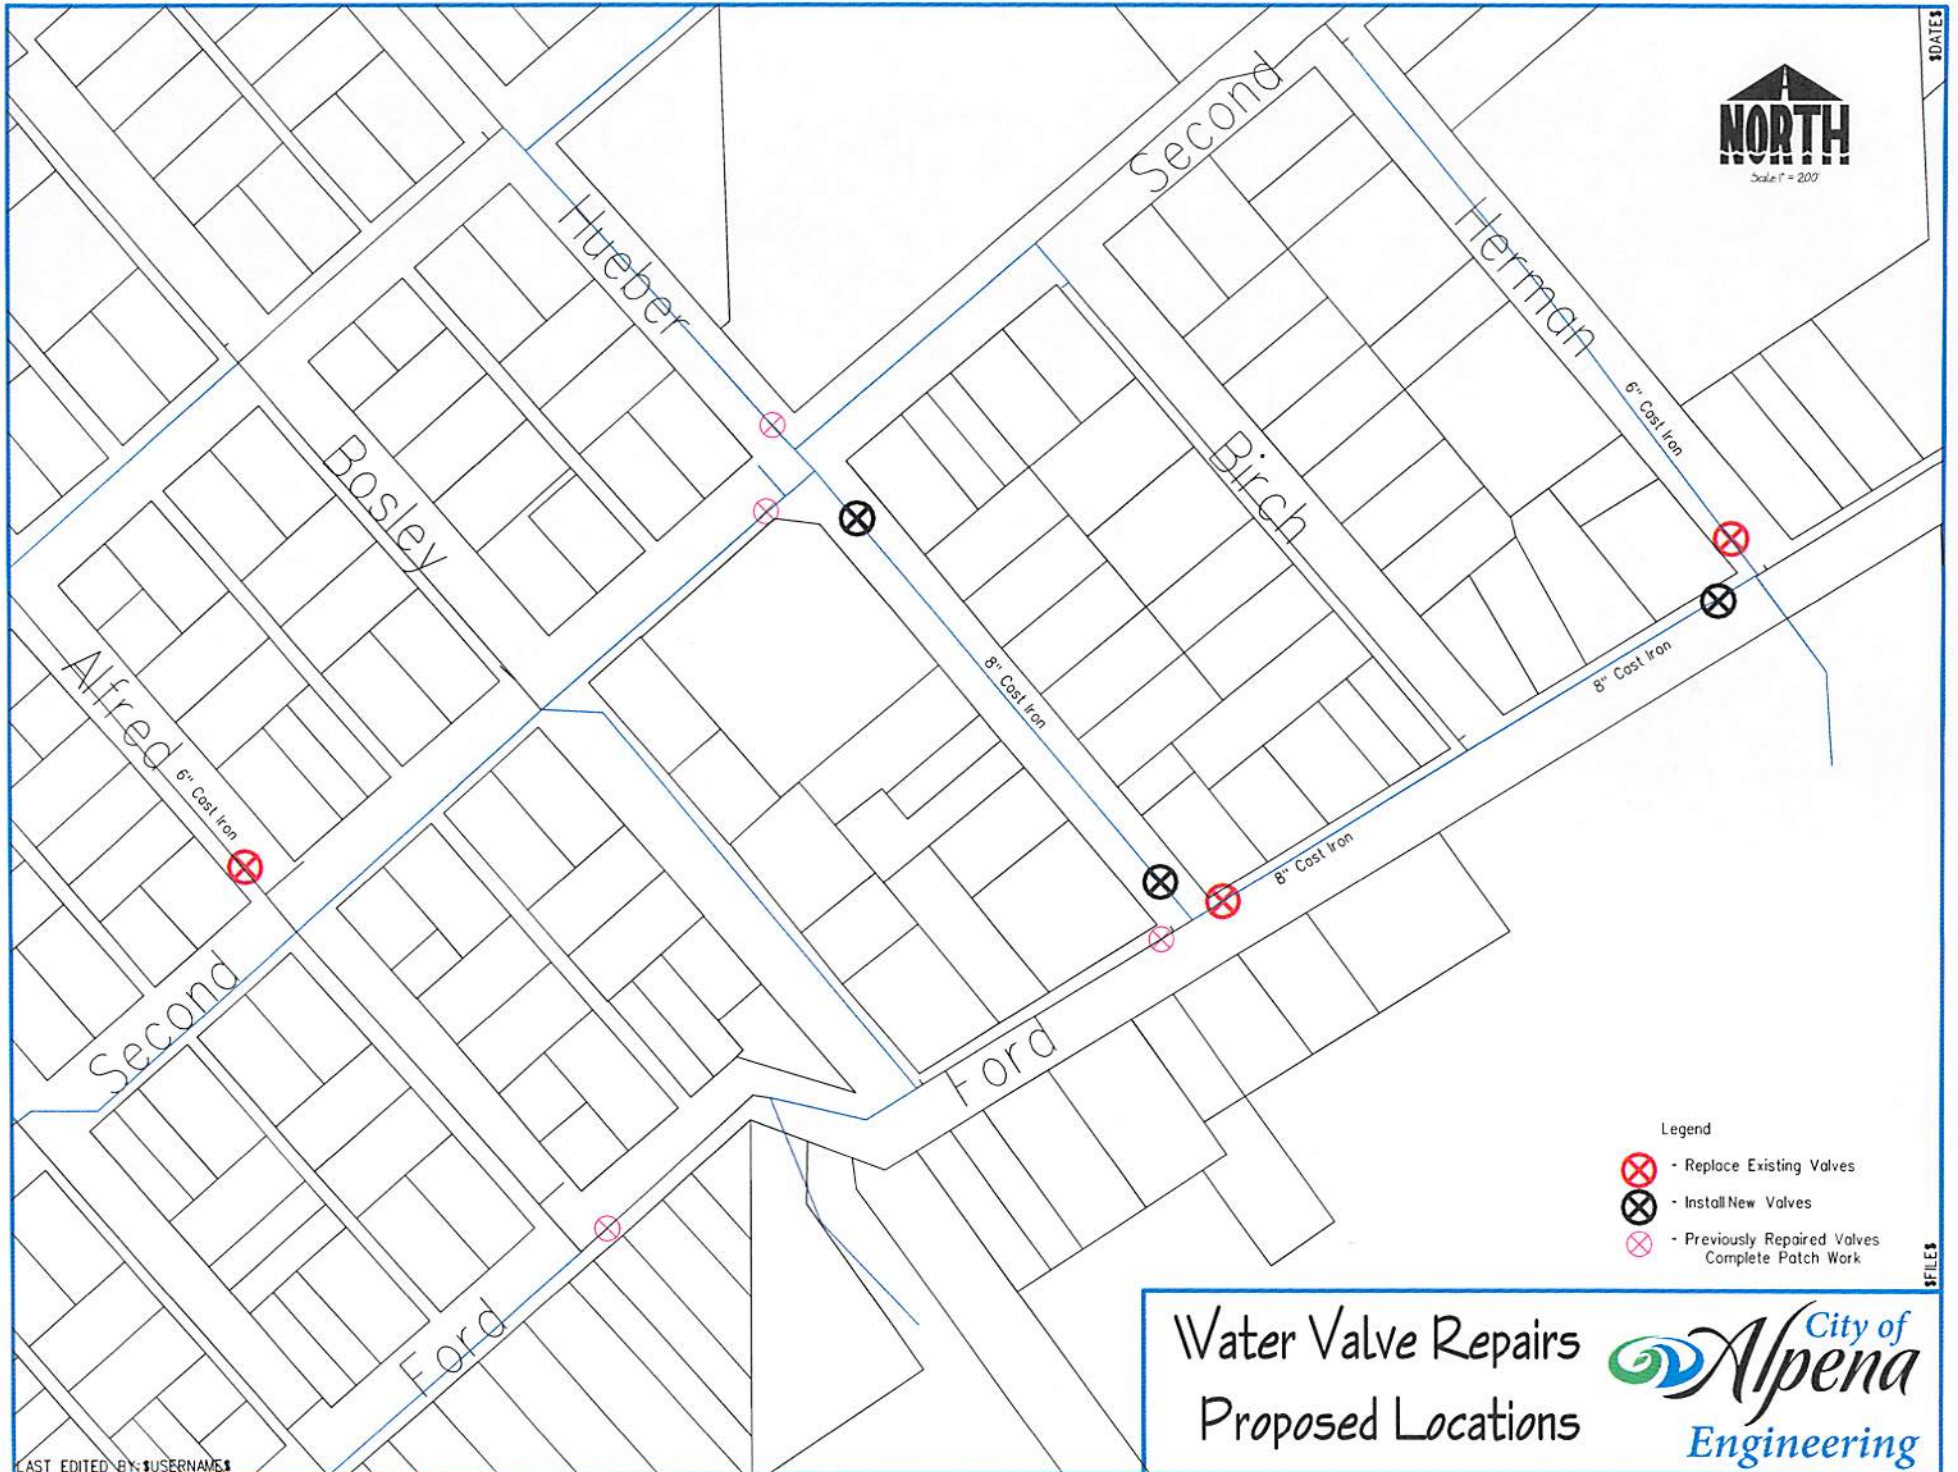 $DATE$
NORTH
Scale 1" = 200'
Second
Hueber
Herman
6" Cast Iron
Bosley
Birch
Alfred
6" Cast Iron
8" Cast Iron
8" Cast Iron
8" Cast Iron
Second
Ford
Ford
Legend
- Replace Existing Valves
- Install New Valves
- Previously Repaired Valves
Complete Patch Work
$FILE$
Water Valve Repairs
Proposed Locations
City of
Alpena
Engineering
LAST EDITED BY: $USERNAME$